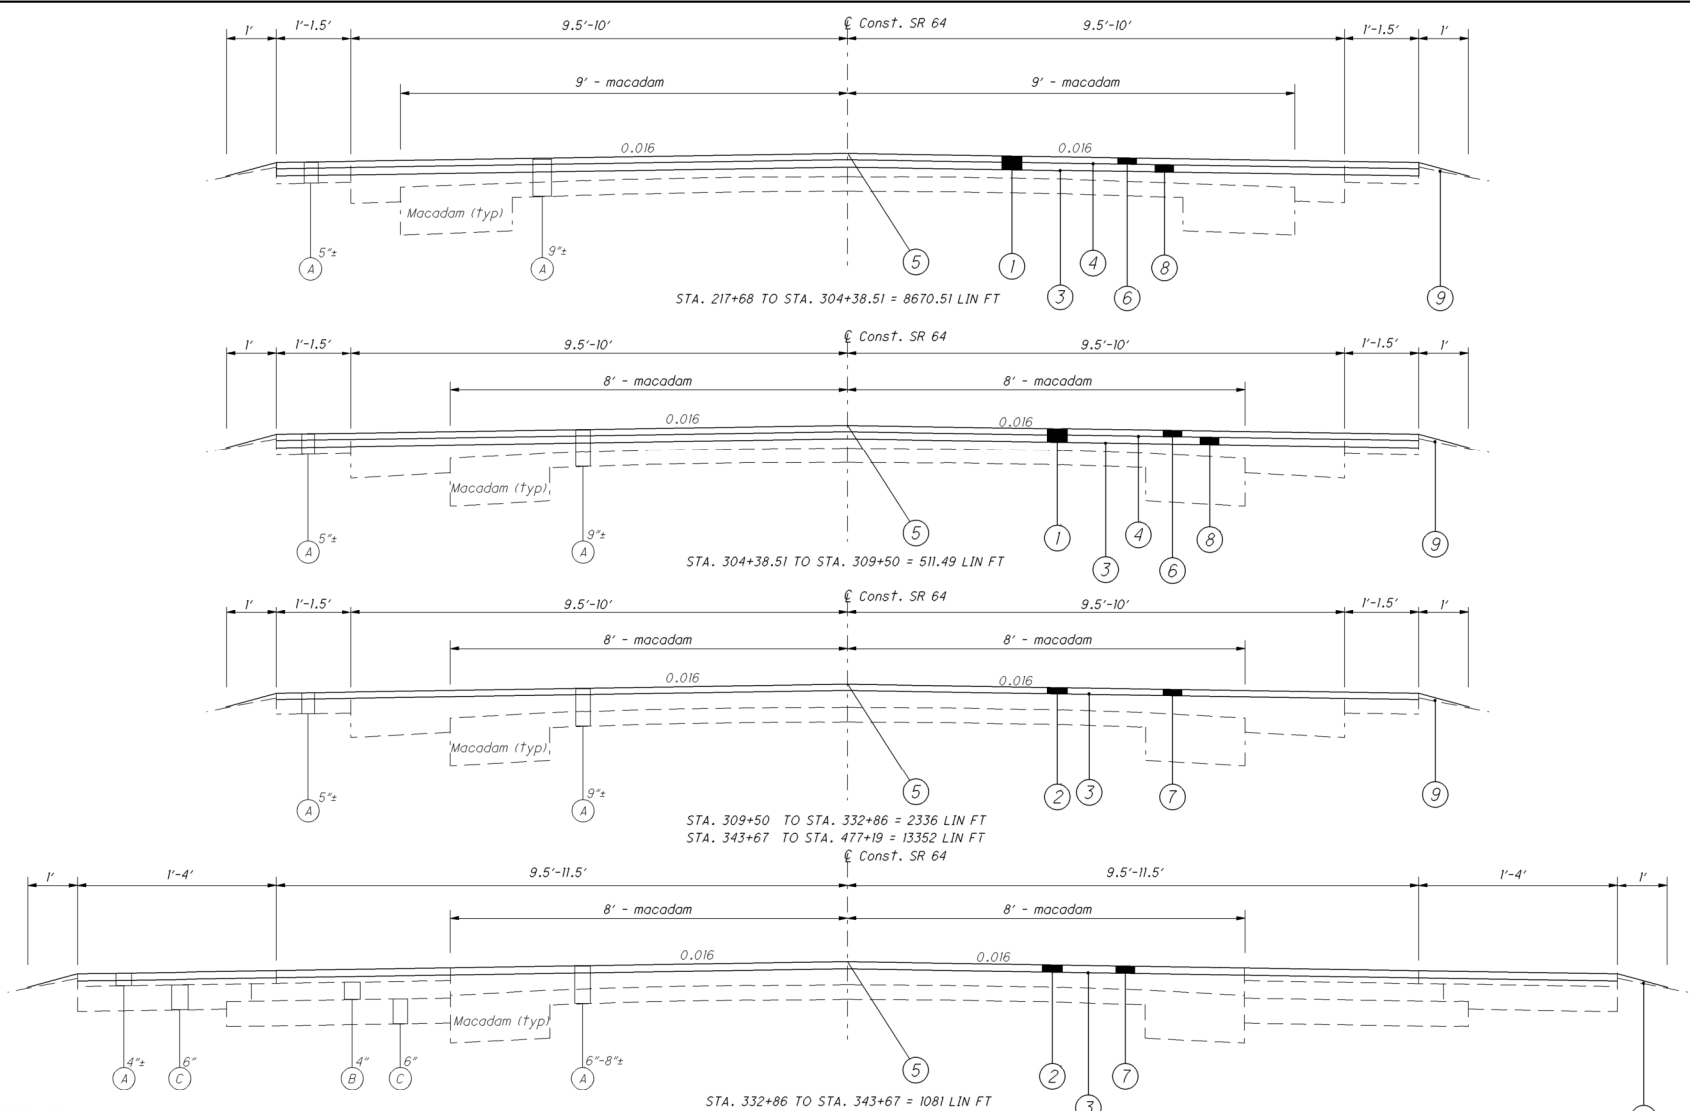 ℄ Const. SR 64
1' 1'-1.5' 9.5'-10' 9.5'-10' 1'-1.5' 1'
9' - macadam 9' - macadam
0.016 0.016
Macadam (typ)
5"± 9"±
A A 5 1 4 8
3 6 9
STA. 217+68 TO STA. 304+38.51 = 8670.51 LIN FT
℄ Const. SR 64
1' 1'-1.5' 9.5'-10' 9.5'-10' 1'-1.5' 1'
8' - macadam 8' - macadam
0.016 0.016
Macadam (typ)
5"± 9"±
A A 5 1 4 8 9
3 6
STA. 304+38.51 TO STA. 309+50 = 511.49 LIN FT
℄ Const. SR 64
1' 1'-1.5' 9.5'-10' 9.5'-10' 1'-1.5' 1'
8' - macadam 8' - macadam
0.016 0.016
Macadam (typ)
5"± 9"±
A A 5 2 3 7 9
STA. 309+50 TO STA. 332+86 = 2336 LIN FT
STA. 343+67 TO STA. 477+19 = 13352 LIN FT
℄ Const. SR 64
1' 1'-4' 9.5'-11.5' 9.5'-11.5' 1'-4' 1'
8' - macadam 8' - macadam
0.016 0.016
Macadam (typ)
4"± 6" 4" 6" 6"-8"±
A C B C A 5 2 7
3
STA. 332+86 TO STA. 343+67 = 1081 LIN FT